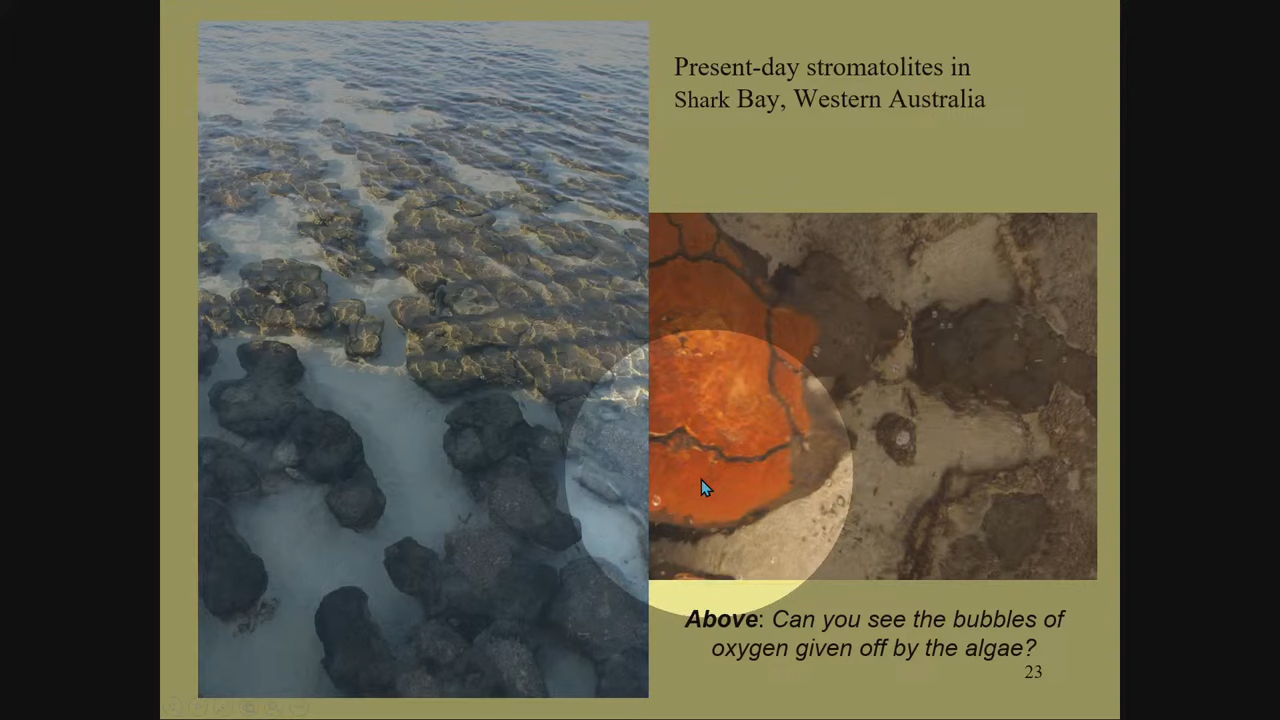 Present-day stromatolites in
Shark Bay, Western Australia
Above: Can you see the bubbles of
oxygen given off by the algae?
23